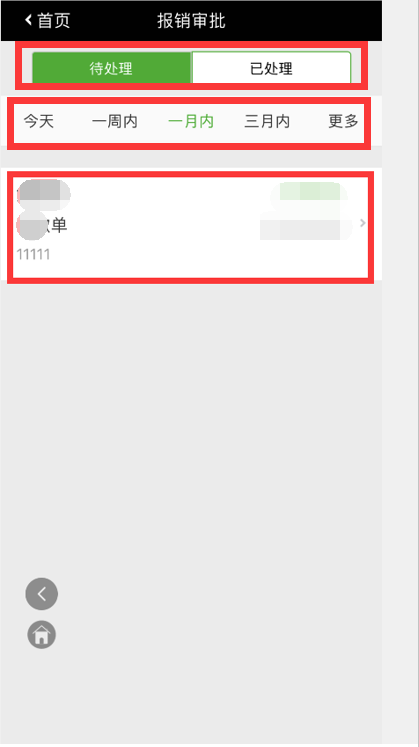 首页 报销审批
待处理 已处理
今天 一周内 一月内 三月内 更多
单
11111